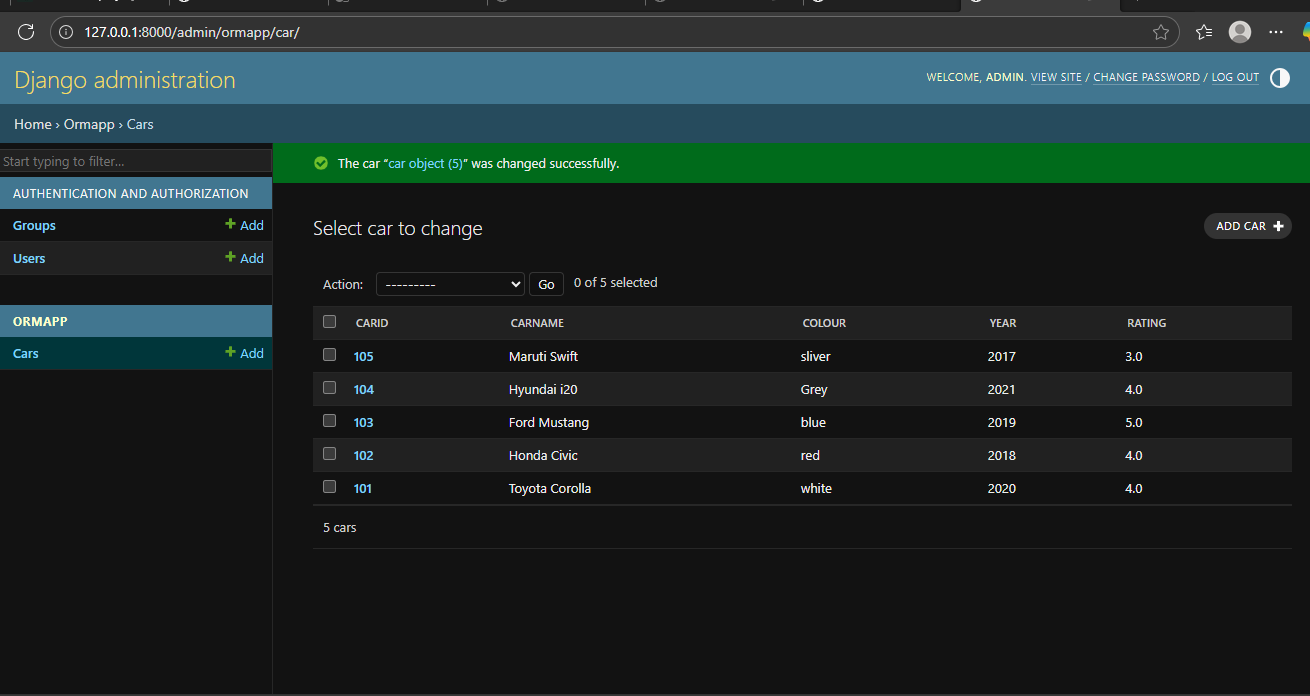 127.0.0.1:8000/admin/ormapp/car/
Django administration
WELCOME, ADMIN. VIEW SITE / CHANGE PASSWORD / LOG OUT
Home › Ormapp › Cars
Start typing to filter...
AUTHENTICATION AND AUTHORIZATION
Groups + Add
Users + Add
ORMAPP
Cars + Add
The car “car object (5)” was changed successfully.
Select car to change
ADD CAR +
Action: --------- Go 0 of 5 selected
CARID CARNAME COLOUR YEAR RATING
105 Maruti Swift sliver 2017 3.0
104 Hyundai i20 Grey 2021 4.0
103 Ford Mustang blue 2019 5.0
102 Honda Civic red 2018 4.0
101 Toyota Corolla white 2020 4.0
5 cars